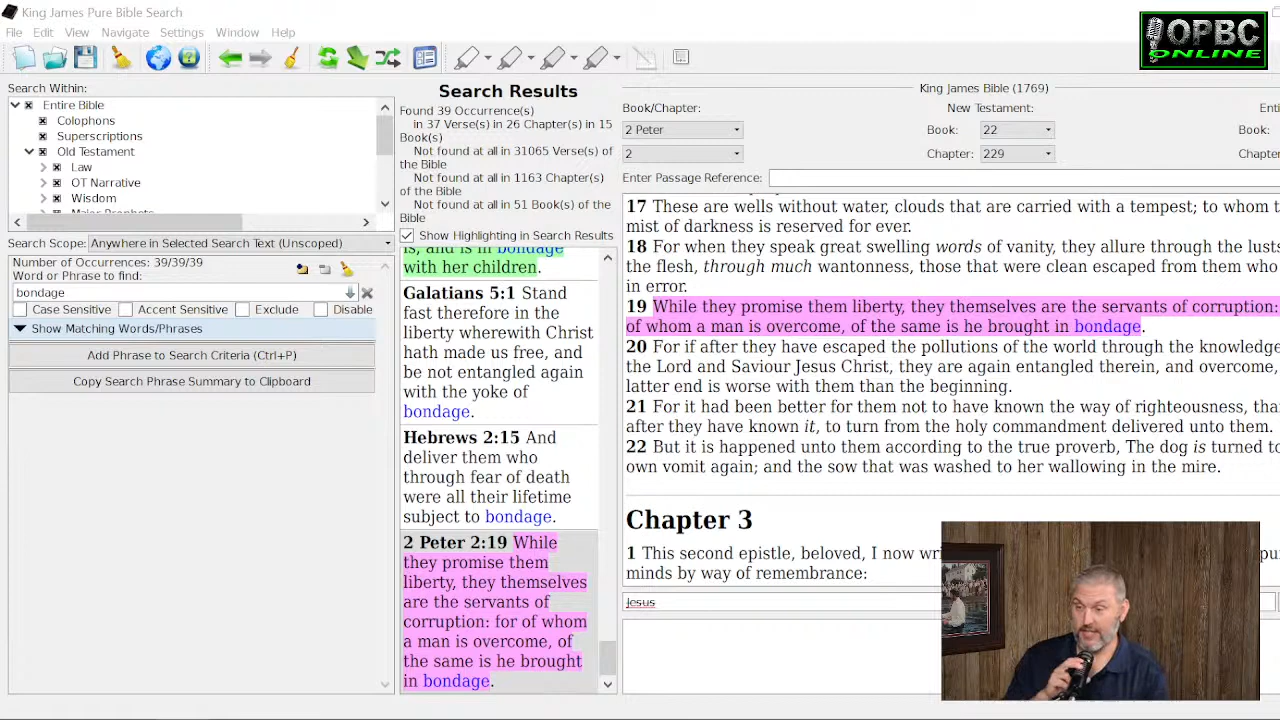 King James Pure Bible Search
File Edit View Navigate Settings Window Help
OPBC
ONLINE
Search Within:
Entire Bible
Colophons
Superscriptions
Old Testament
Law
OT Narrative
Wisdom
Major Prophets
Search Scope: Anywhere in Selected Search Text (Unscoped)
Number of Occurrences: 39/39/39
Word or Phrase to find:
bondage
Case Sensitive Accent Sensitive Exclude Disable
Show Matching Words/Phrases
Add Phrase to Search Criteria (Ctrl+P)
Copy Search Phrase Summary to Clipboard
Search Results
Found 39 Occurrence(s)
in 37 Verse(s) in 26 Chapter(s) in 15
Book(s)
Not found at all in 31065 Verse(s) of
the Bible
Not found at all in 1163 Chapter(s)
of the Bible
Not found at all in 51 Book(s) of the
Bible
Show Highlighting in Search Results
is, and is in bondage
with her children.
Galatians 5:1 Stand
fast therefore in the
liberty wherewith Christ
hath made us free, and
be not entangled again
with the yoke of
bondage.
Hebrews 2:15 And
deliver them who
through fear of death
were all their lifetime
subject to bondage.
2 Peter 2:19 While
they promise them
liberty, they themselves
are the servants of
corruption: for of whom
a man is overcome, of
the same is he brought
in bondage.
King James Bible (1769)
Book/Chapter: New Testament: Enti
2 Peter Book: 22 Book:
2 Chapter: 229 Chapte
Enter Passage Reference:
17 These are wells without water, clouds that are carried with a tempest; to whom t
mist of darkness is reserved for ever.
18 For when they speak great swelling words of vanity, they allure through the lusts
the flesh, through much wantonness, those that were clean escaped from them who
in error.
19 While they promise them liberty, they themselves are the servants of corruption:
of whom a man is overcome, of the same is he brought in bondage.
20 For if after they have escaped the pollutions of the world through the knowledge
the Lord and Saviour Jesus Christ, they are again entangled therein, and overcome,
latter end is worse with them than the beginning.
21 For it had been better for them not to have known the way of righteousness, tha
after they have known it, to turn from the holy commandment delivered unto them.
22 But it is happened unto them according to the true proverb, The dog is turned to
own vomit again; and the sow that was washed to her wallowing in the mire.
Chapter 3
1 This second epistle, beloved, I now wri pu
minds by way of remembrance:
Jesus